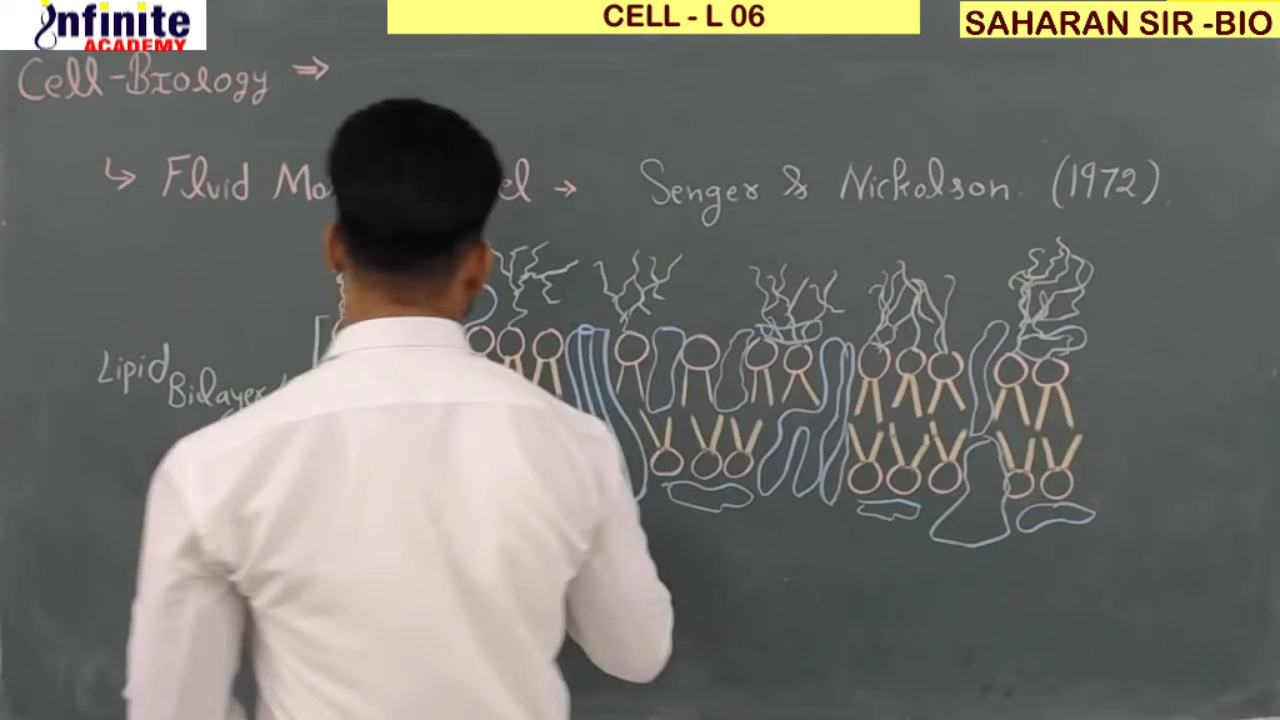 infinite
ACADEMY
CELL - L 06
SAHARAN SIR -BIO
Cell-Biology ⇒
↳ Fluid Mo el → Senger & Nickolson. (1972).
Lipid
Bilayer